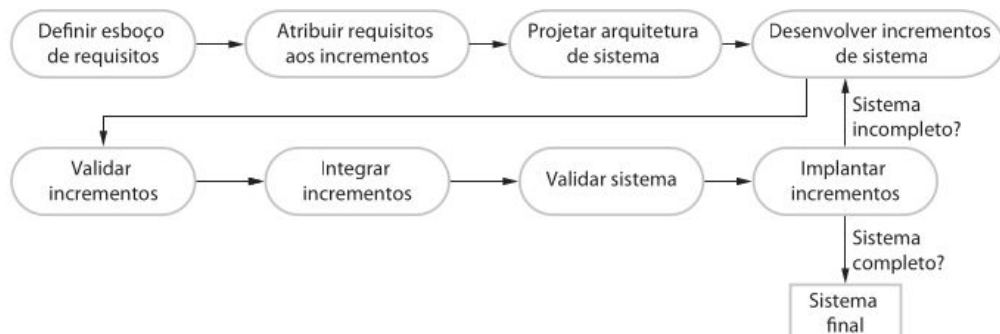 Definir esboço
de requisitos
Atribuir requisitos
aos incrementos
Projetar arquitetura
de sistema
Desenvolver incrementos
de sistema
Sistema
incompleto?
Validar
incrementos
Integrar
incrementos
Validar sistema
Implantar
incrementos
Sistema
completo?
Sistema
final